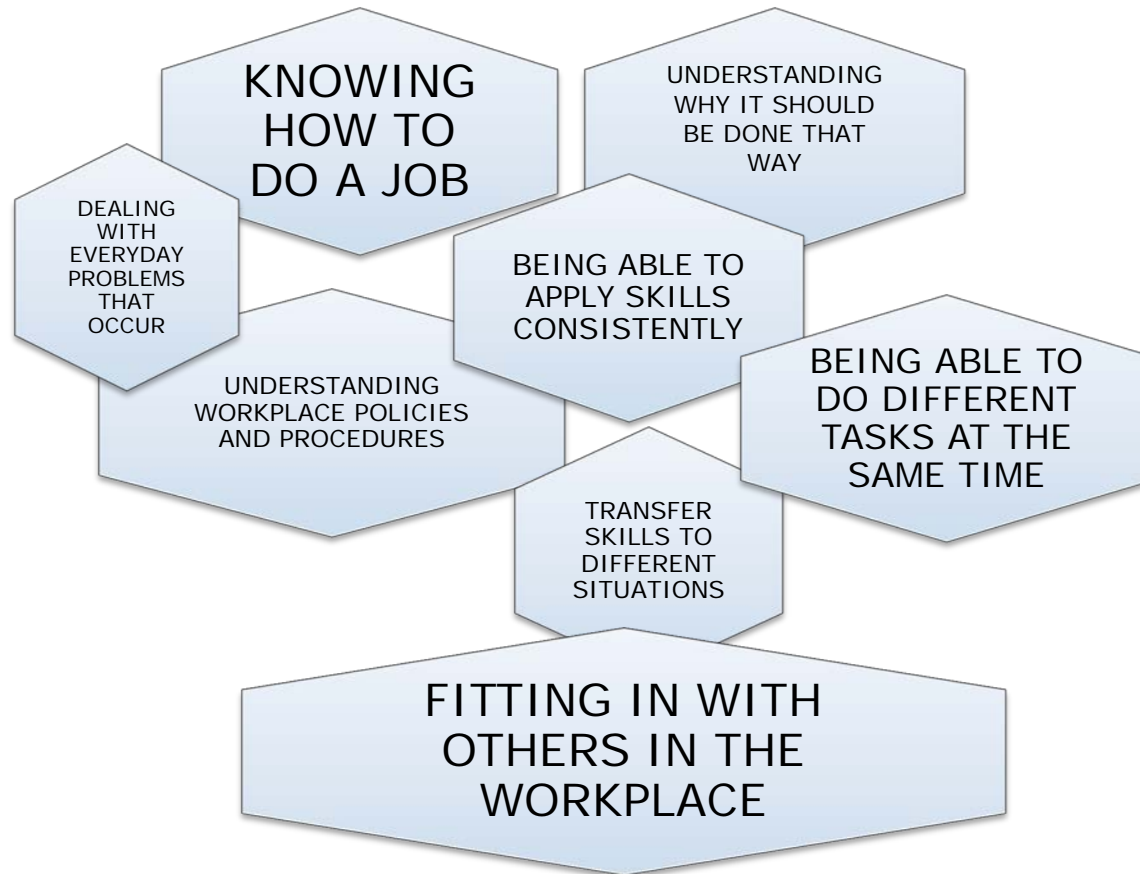 KNOWING
HOW TO
DO A JOB
UNDERSTANDING
WHY IT SHOULD
BE DONE THAT
WAY
DEALING
WITH
EVERYDAY
PROBLEMS
THAT
OCCUR
BEING ABLE TO
APPLY SKILLS
CONSISTENTLY
UNDERSTANDING
WORKPLACE POLICIES
AND PROCEDURES
BEING ABLE TO
DO DIFFERENT
TASKS AT THE
SAME TIME
TRANSFER
SKILLS TO
DIFFERENT
SITUATIONS
FITTING IN WITH
OTHERS IN THE
WORKPLACE